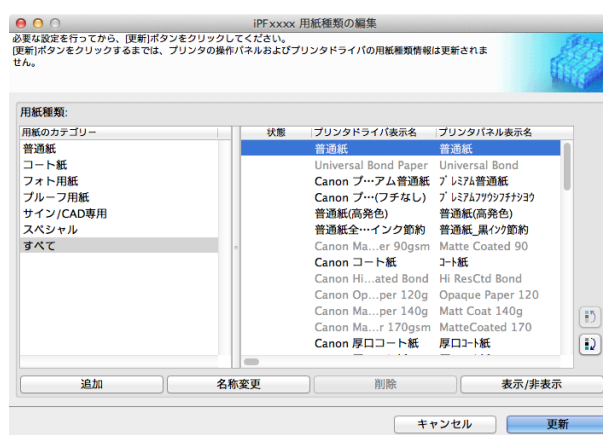 iPFxxxx 用紙種類の編集
必要な設定を行ってから、[更新]ボタンをクリックしてください。
[更新]ボタンをクリックするまでは、プリンタの操作パネルおよびプリンタドライバの用紙種類情報は更新されま
せん。
用紙種類:
用紙のカテゴリー 状態 プリンタドライバ表示名 プリンタパネル表示名
普通紙 普通紙 普通紙
コート紙 Universal Bond Paper Universal Bond
フォト用紙 Canon プ…アム普通紙 プレミアム普通紙
プルーフ用紙 Canon プ…(フチなし) プレミアムフツウシフチナシヨウ
サイン/CAD専用 普通紙(高発色) 普通紙(高発色)
スペシャル 普通紙全…インク節約 普通紙_黒インク節約
すべて Canon Ma…er 90gsm Matte Coated 90
Canon コート紙 コート紙
Canon Hi…ated Bond Hi ResCtd Bond
Canon Op…per 120g Opaque Paper 120
Canon Ma…per 140g Matt Coat 140g
Canon Ma…r 170gsm MatteCoated 170
Canon 厚口コート紙 厚口コート紙
追加 名称変更 削除 表示/非表示
キャンセル 更新